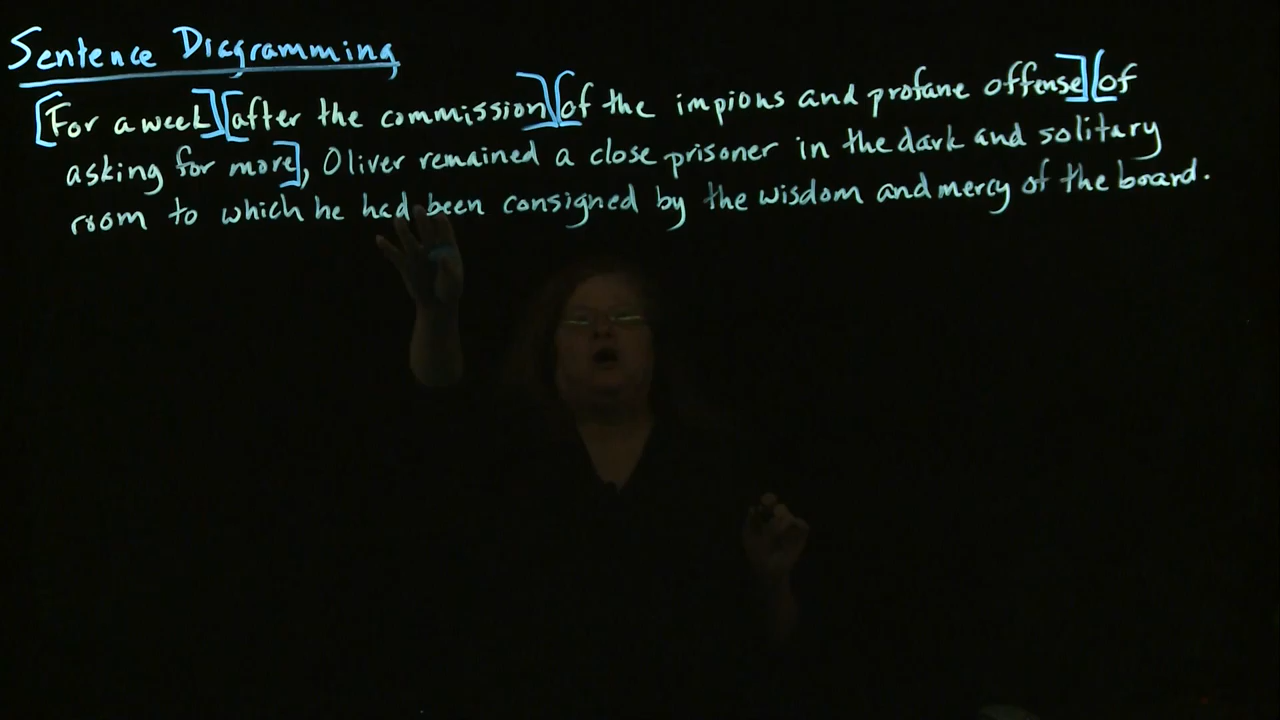 Sentence Diagramming
[For a week][after the commission][of the impious and profane offense][of
asking for more], Oliver remained a close prisoner in the dark and solitary
room to which he had been consigned by the wisdom and mercy of the board.